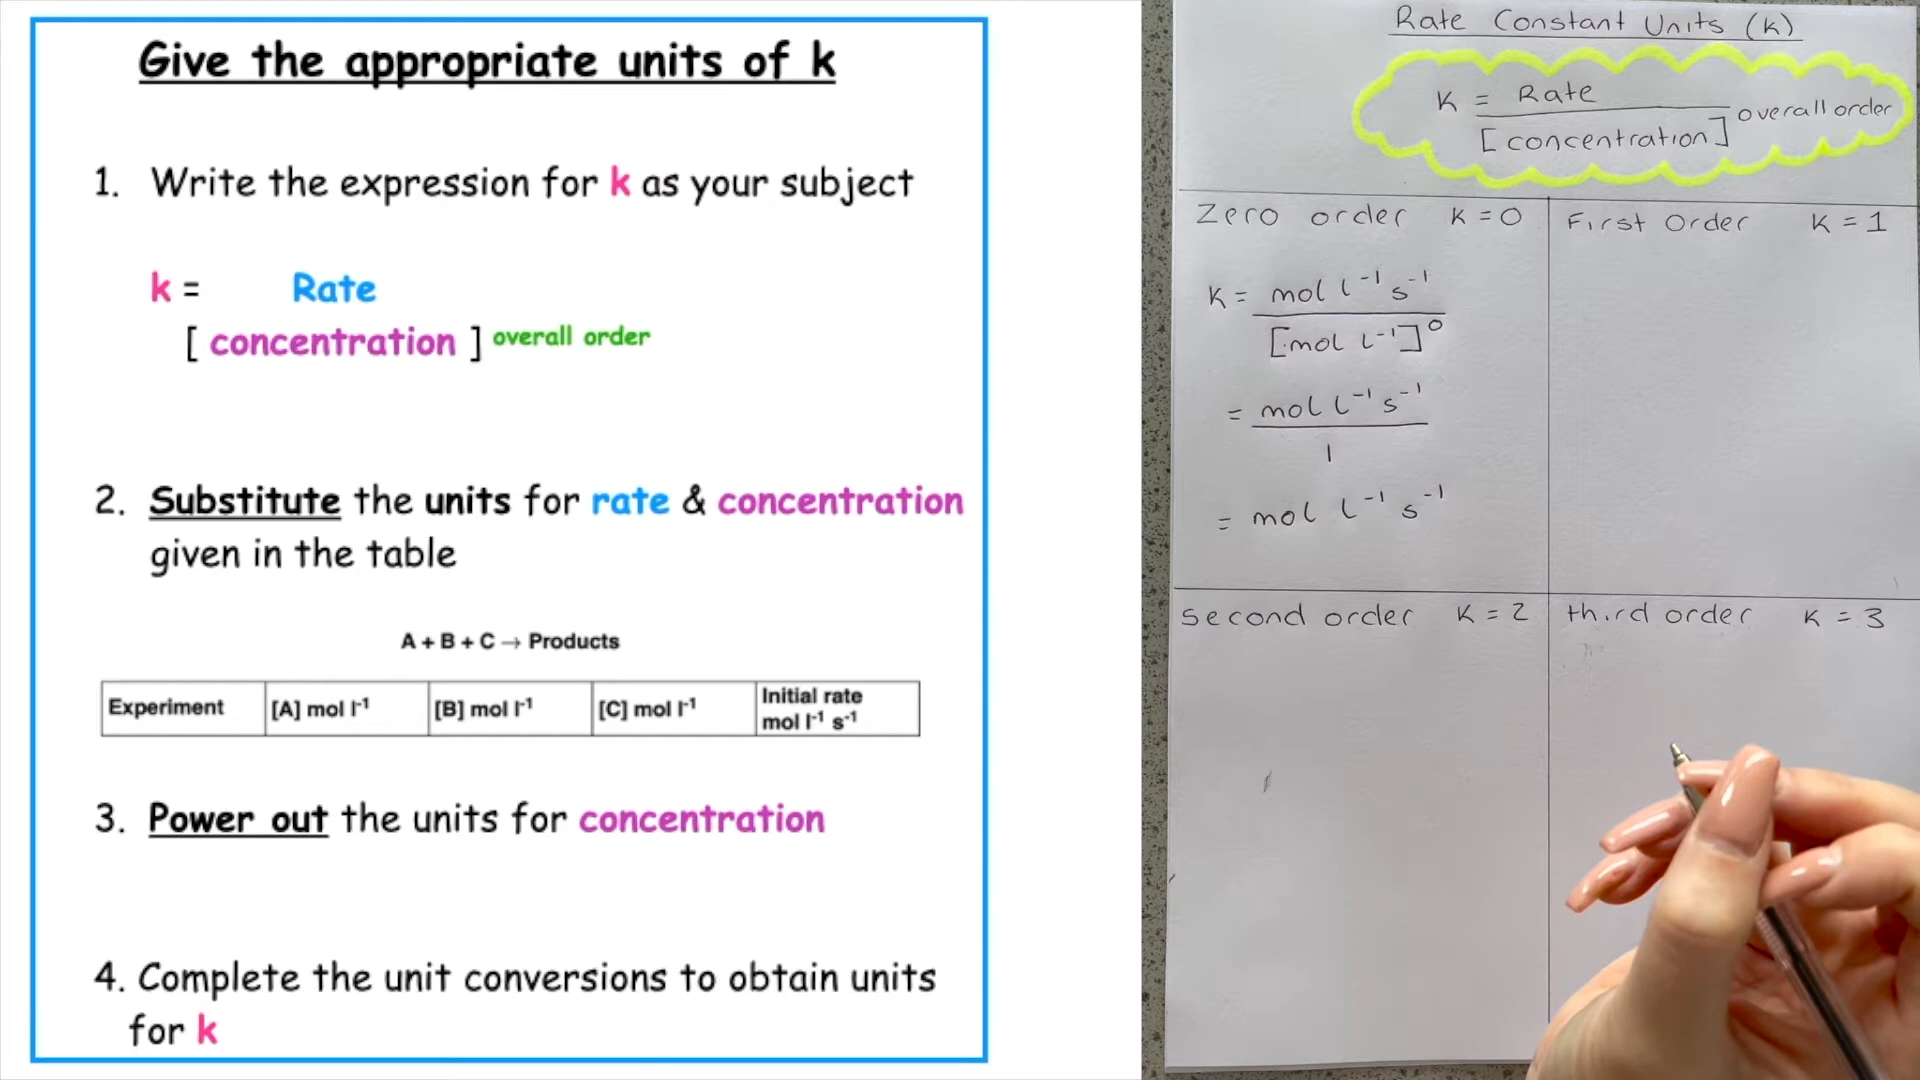 Give the appropriate units of k
1. Write the expression for k as your subject
k = Rate
[ concentration ] overall order
2. Substitute the units for rate & concentration
given in the table
A + B + C → Products
Experiment [A] mol l⁻¹ [B] mol l⁻¹ [C] mol l⁻¹ Initial rate
mol l⁻¹ s⁻¹
3. Power out the units for concentration
4. Complete the unit conversions to obtain units
for k
Rate Constant Units (k)
K = Rate
[concentration] overall order
Zero order K = 0
K = mol l⁻¹ s⁻¹
[mol l⁻¹]⁰
= mol l⁻¹ s⁻¹
1
= mol l⁻¹ s⁻¹
First Order K = 1
second order K = 2
third order K = 3